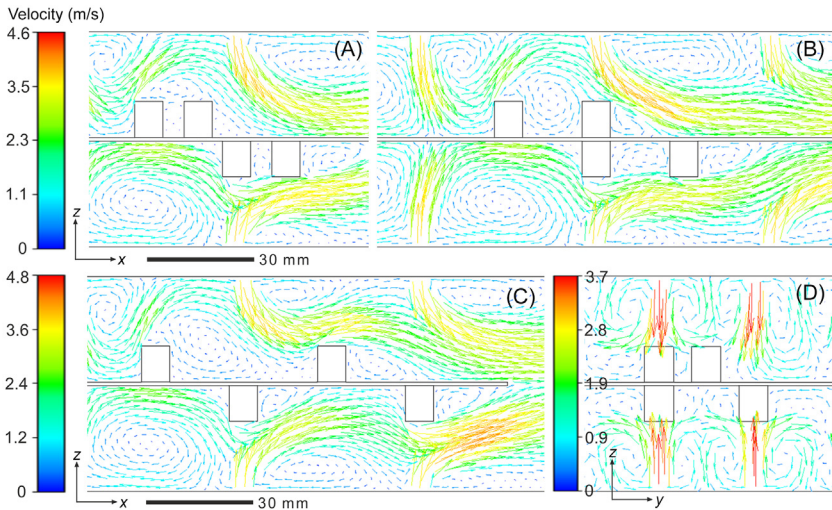 Velocity (m/s)
4.6
3.5
2.3
1.1
0
(A)
(B)
z
x
30 mm
4.8
3.6
2.4
1.2
0
(C)
z
x
30 mm
3.7
2.8
1.9
0.9
0
(D)
z
y